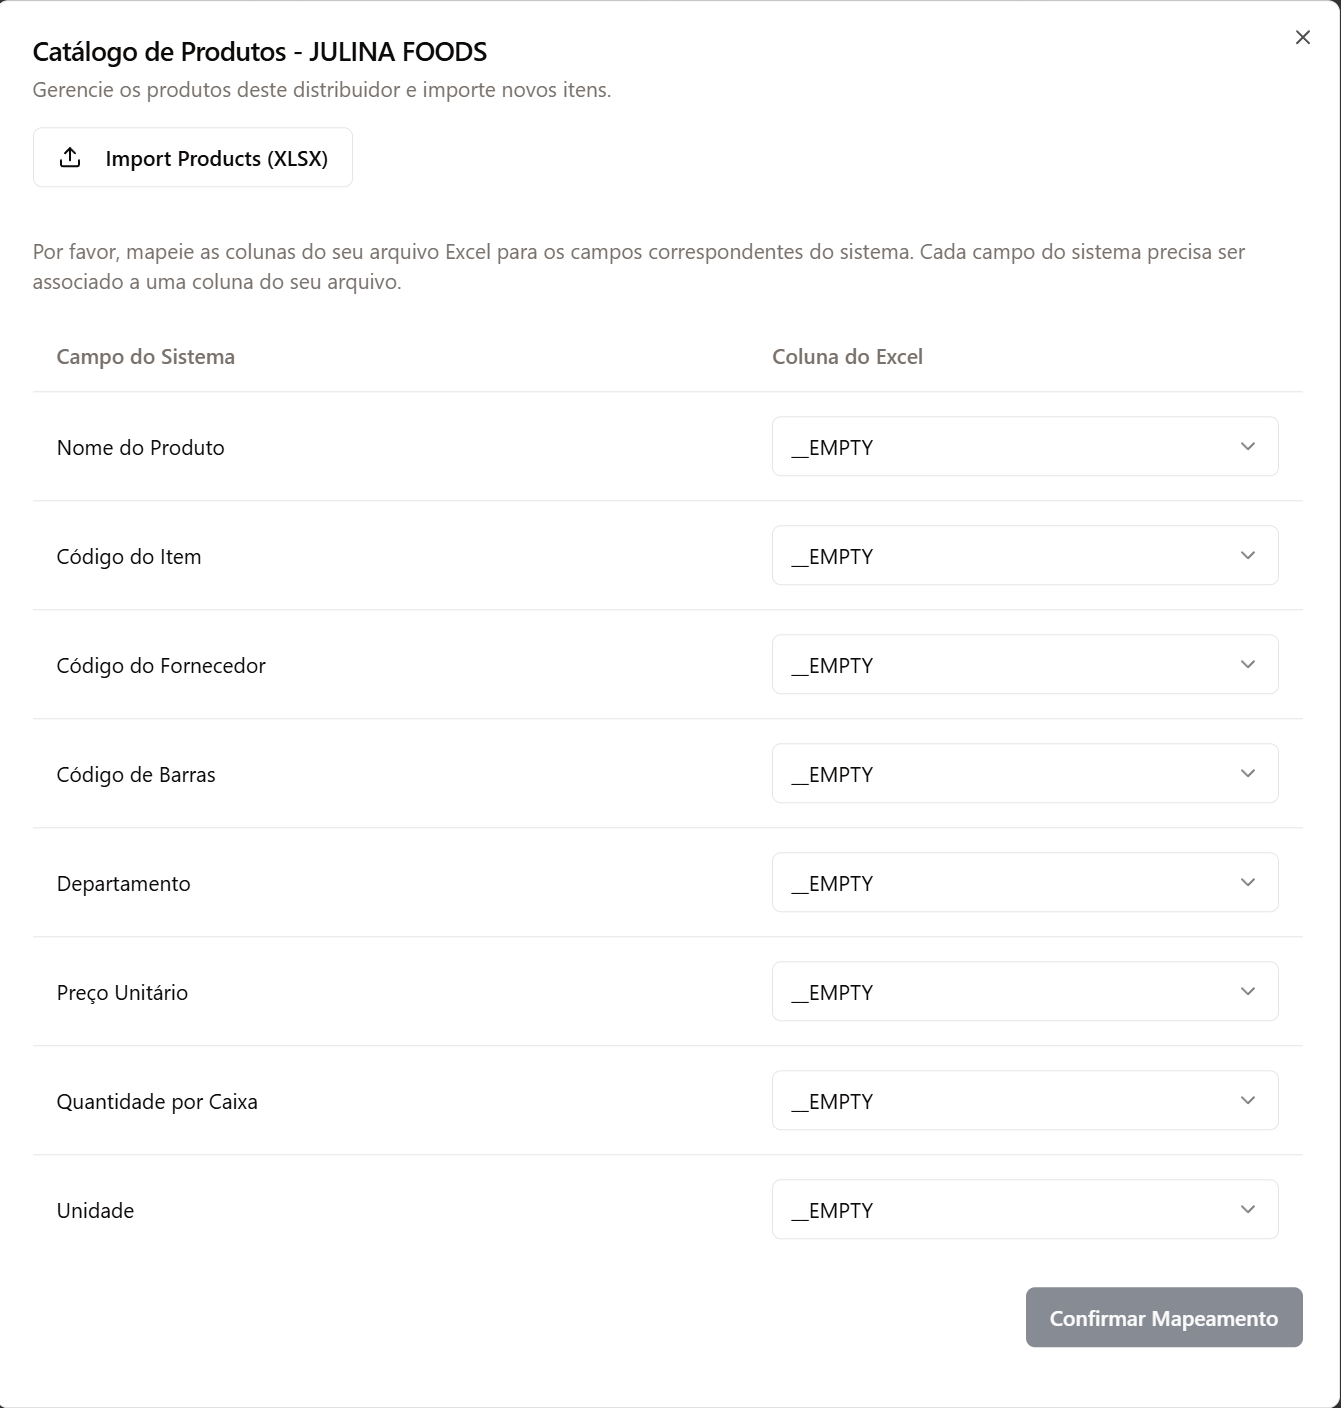 Catálogo de Produtos - JULINA FOODS
Gerencie os produtos deste distribuidor e importe novos itens.
Import Products (XLSX)
Por favor, mapeie as colunas do seu arquivo Excel para os campos correspondentes do sistema. Cada campo do sistema precisa ser
associado a uma coluna do seu arquivo.
Campo do Sistema Coluna do Excel
Nome do Produto __EMPTY
Código do Item __EMPTY
Código do Fornecedor __EMPTY
Código de Barras __EMPTY
Departamento __EMPTY
Preço Unitário __EMPTY
Quantidade por Caixa __EMPTY
Unidade __EMPTY
Confirmar Mapeamento